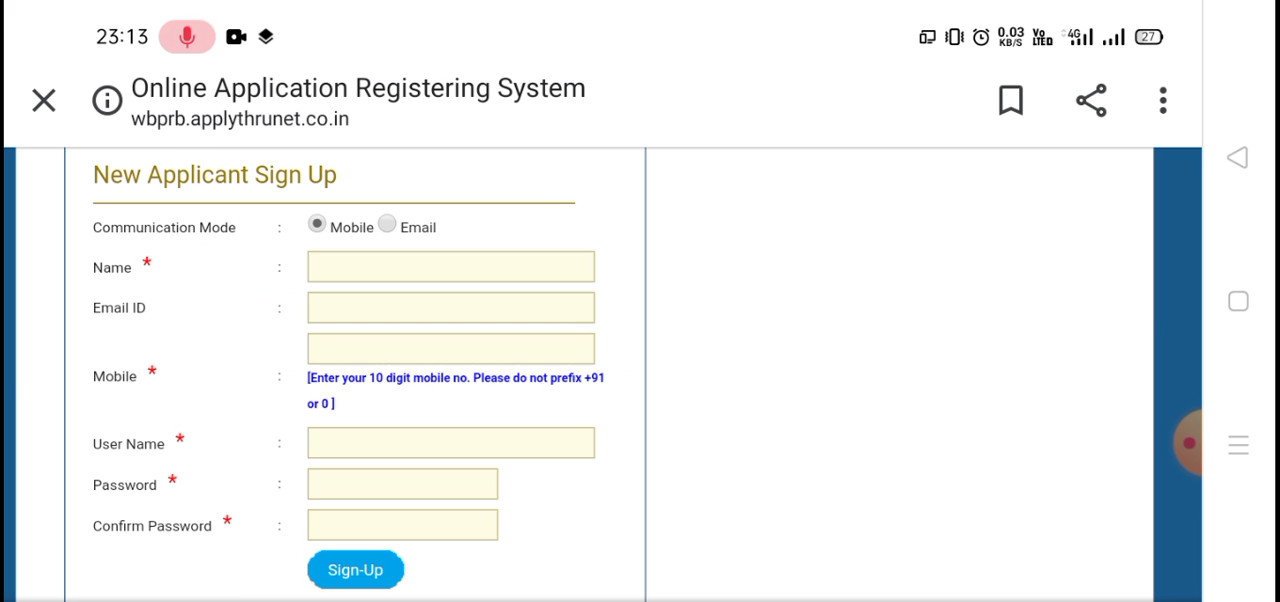 23:13 0.03 KB/S Vo LTED 4G 27
Online Application Registering System
wbprb.applythrunet.co.in
New Applicant Sign Up
Communication Mode : Mobile Email
Name * :
Email ID :
Mobile * : [Enter your 10 digit mobile no. Please do not prefix +91
or 0 ]
User Name * :
Password * :
Confirm Password * :
Sign-Up